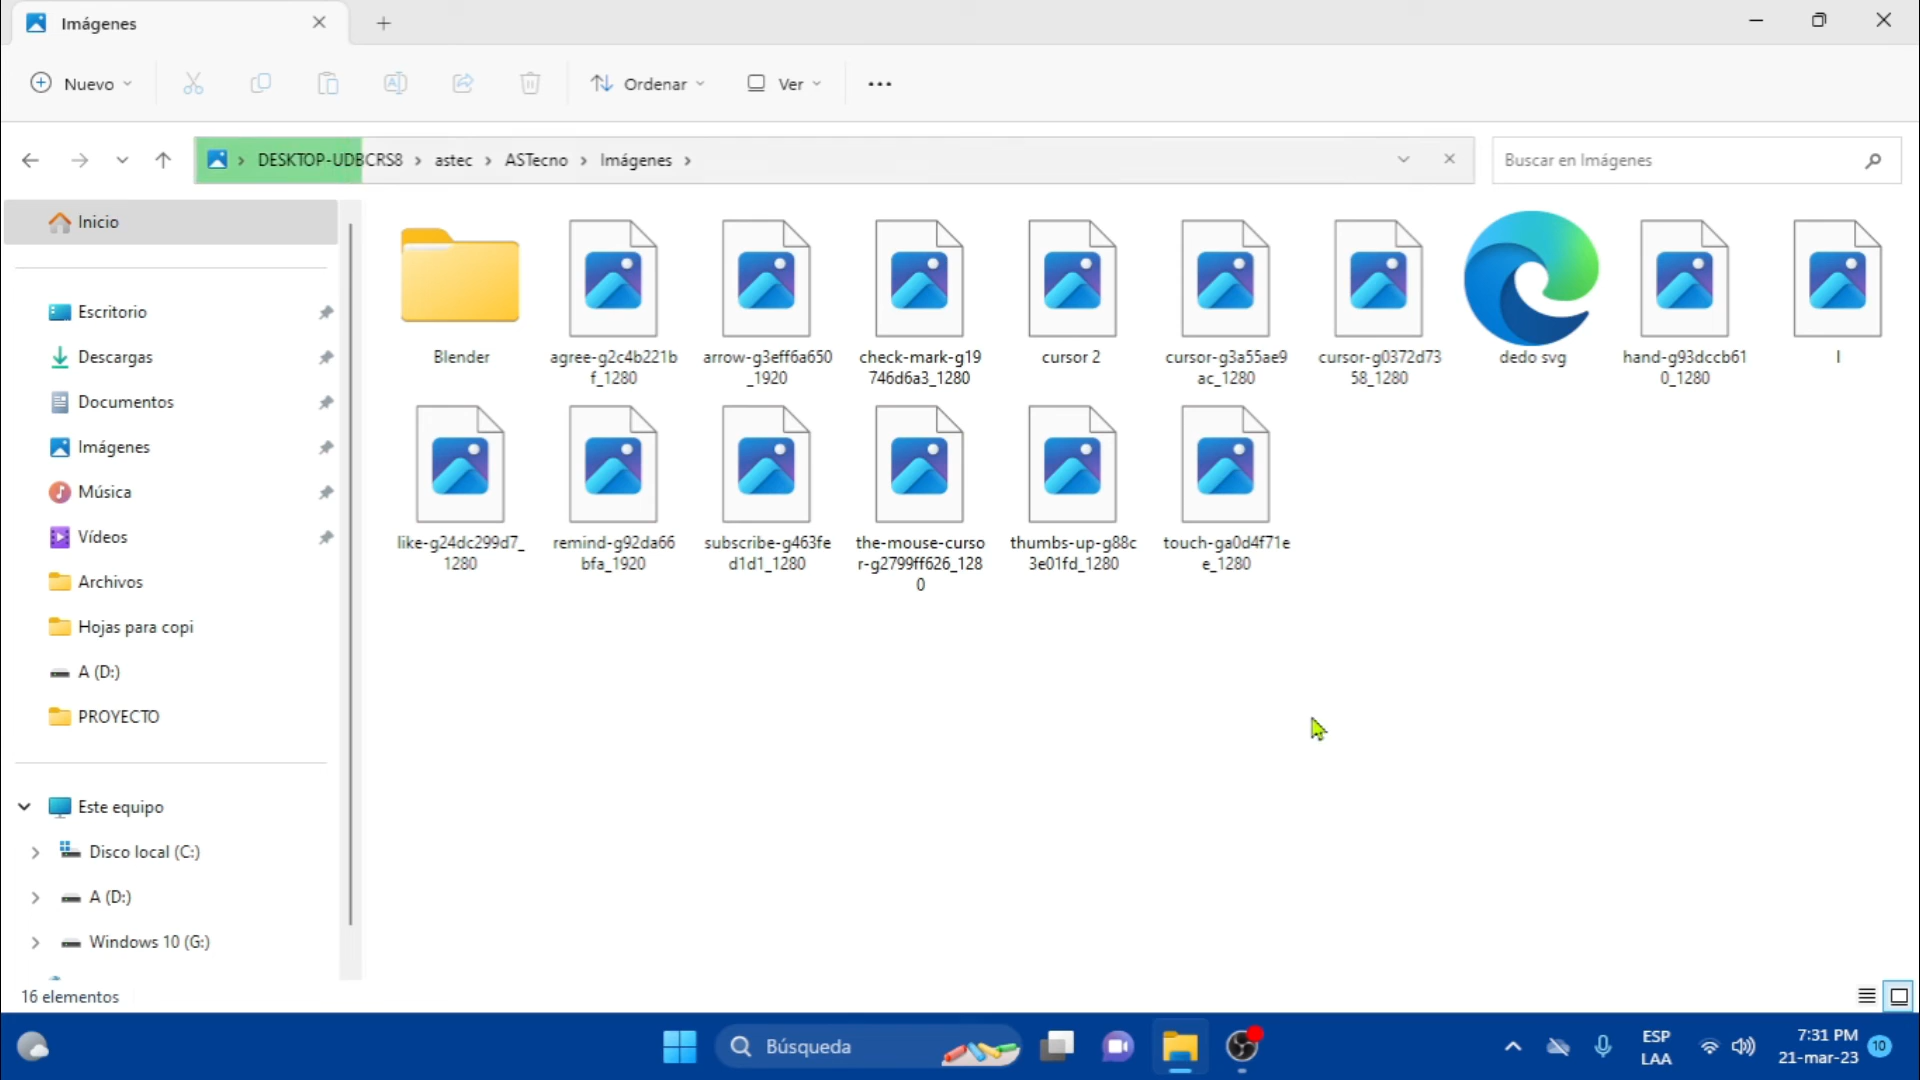 Imágenes
Nuevo
Ordenar
Ver
DESKTOP-UDBCRS8 > astec > ASTecno > Imágenes >
Buscar en Imágenes
Inicio
Escritorio
Descargas
Documentos
Imágenes
Música
Vídeos
Archivos
Hojas para copi
A (D:)
PROYECTO
Este equipo
Disco local (C:)
A (D:)
Windows 10 (G:)
Blender
agree-g2c4b221b
f_1280
arrow-g3eff6a650
_1920
check-mark-g19
746d6a3_1280
cursor 2
cursor-g3a55ae9
ac_1280
cursor-g0372d73
58_1280
dedo svg
hand-g93dccb61
0_1280
like-g24dc299d7_
1280
remind-g92da66
bfa_1920
subscribe-g463fe
d1d1_1280
the-mouse-curso
r-g2799ff626_128
0
thumbs-up-g88c
3e01fd_1280
touch-ga0d4f71e
e_1280
16 elementos
Búsqueda
ESP
LAA
7:31 PM
21-mar-23
10